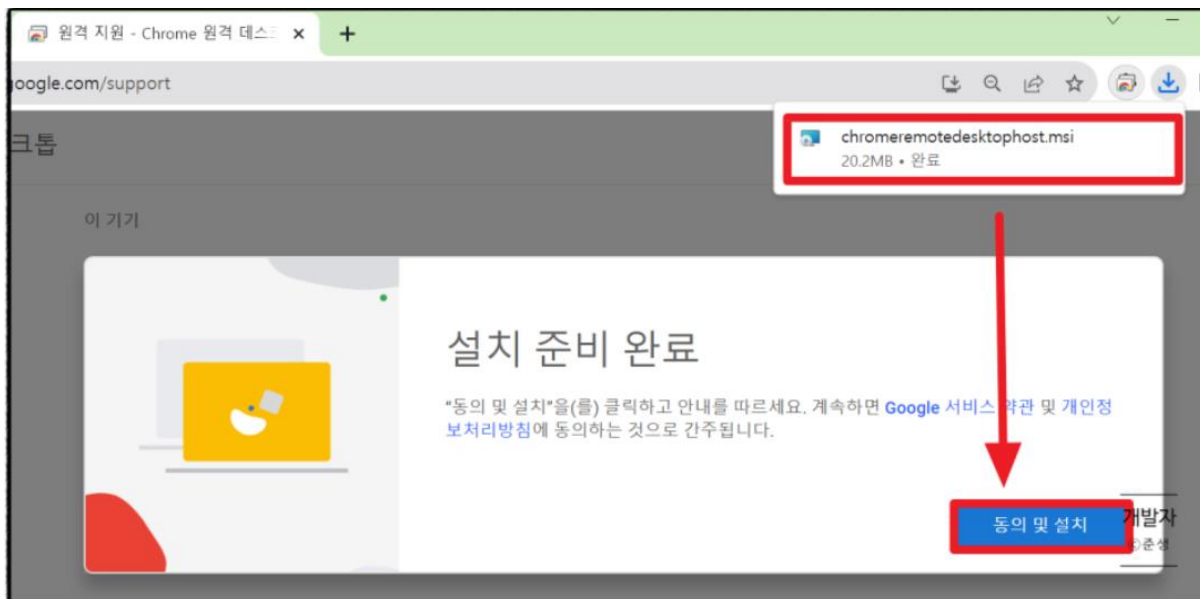 원격 지원 - Chrome 원격 데스
google.com/support
chromeremotedesktophost.msi
20.2MB • 완료
크톱
이 기기
설치 준비 완료
"동의 및 설치"을(를) 클릭하고 안내를 따르세요. 계속하면 Google 서비스 약관 및 개인정
보처리방침에 동의하는 것으로 간주됩니다.
동의 및 설치
개발자
©준생